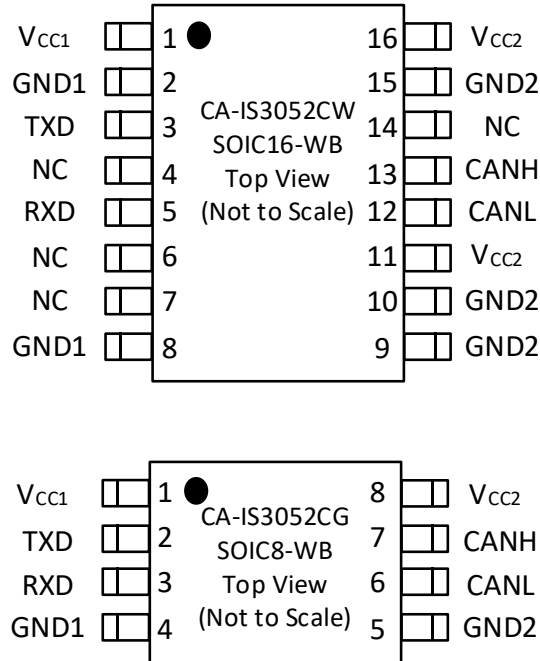 VCC1 1 16 VCC2
GND1 2 15 GND2
CA-IS3052CW
TXD 3 14 NC
SOIC16-WB
NC 4 13 CANH
Top View
RXD 5 (Not to Scale) 12 CANL
NC 6 11 VCC2
NC 7 10 GND2
GND1 8 9 GND2
VCC1 1 8 VCC2
CA-IS3052CG
TXD 2 7 CANH
SOIC8-WB
RXD 3 Top View 6 CANL
GND1 4 (Not to Scale) 5 GND2